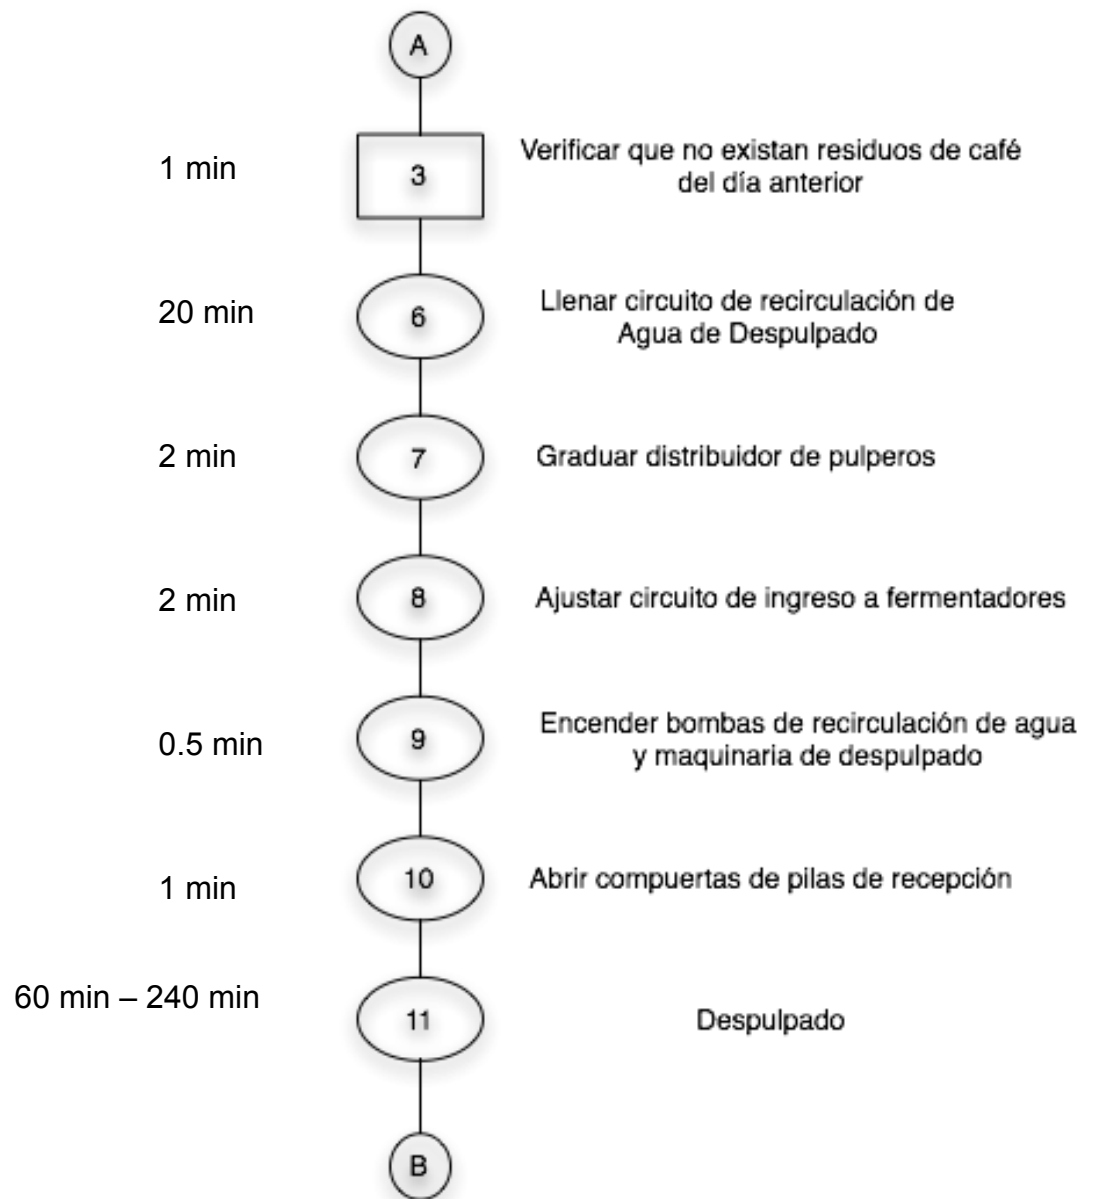 A
1 min
3
Verificar que no existan residuos de café
del día anterior
20 min
6
Llenar circuito de recirculación de
Agua de Despulpado
2 min
7
Graduar distribuidor de pulperos
2 min
8
Ajustar circuito de ingreso a fermentadores
0.5 min
9
Encender bombas de recirculación de agua
y maquinaria de despulpado
1 min
10
Abrir compuertas de pilas de recepción
60 min – 240 min
11
Despulpado
B